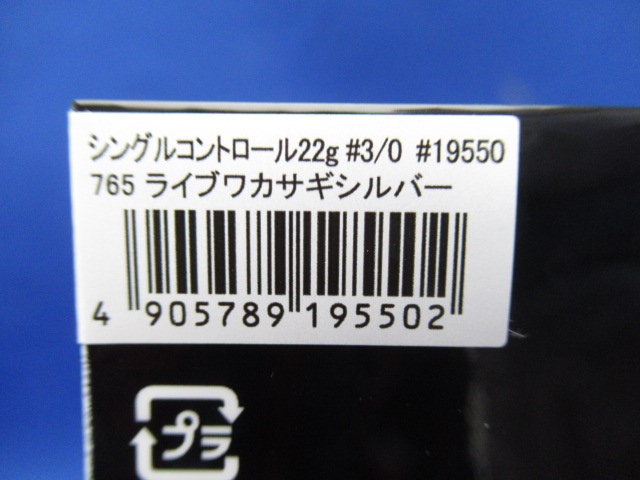 シングルコントロール22g #3/0 #19550
765 ライブワカサギシルバー
4 905789 195502
プラ